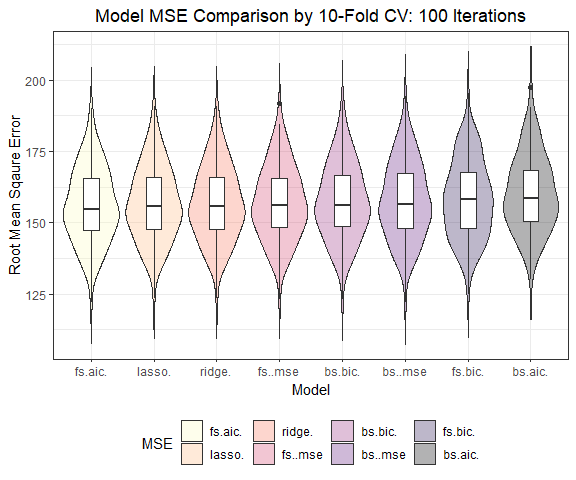 Model MSE Comparison by 10-Fold CV: 100 Iterations
Root Mean Sqaure Error
200
175
150
125
fs.aic. lasso. ridge. fs..mse bs.bic. bs..mse fs.bic. bs.aic.
Model
MSE
fs.aic. ridge. bs.bic. fs.bic.
lasso. fs..mse bs..mse bs.aic.